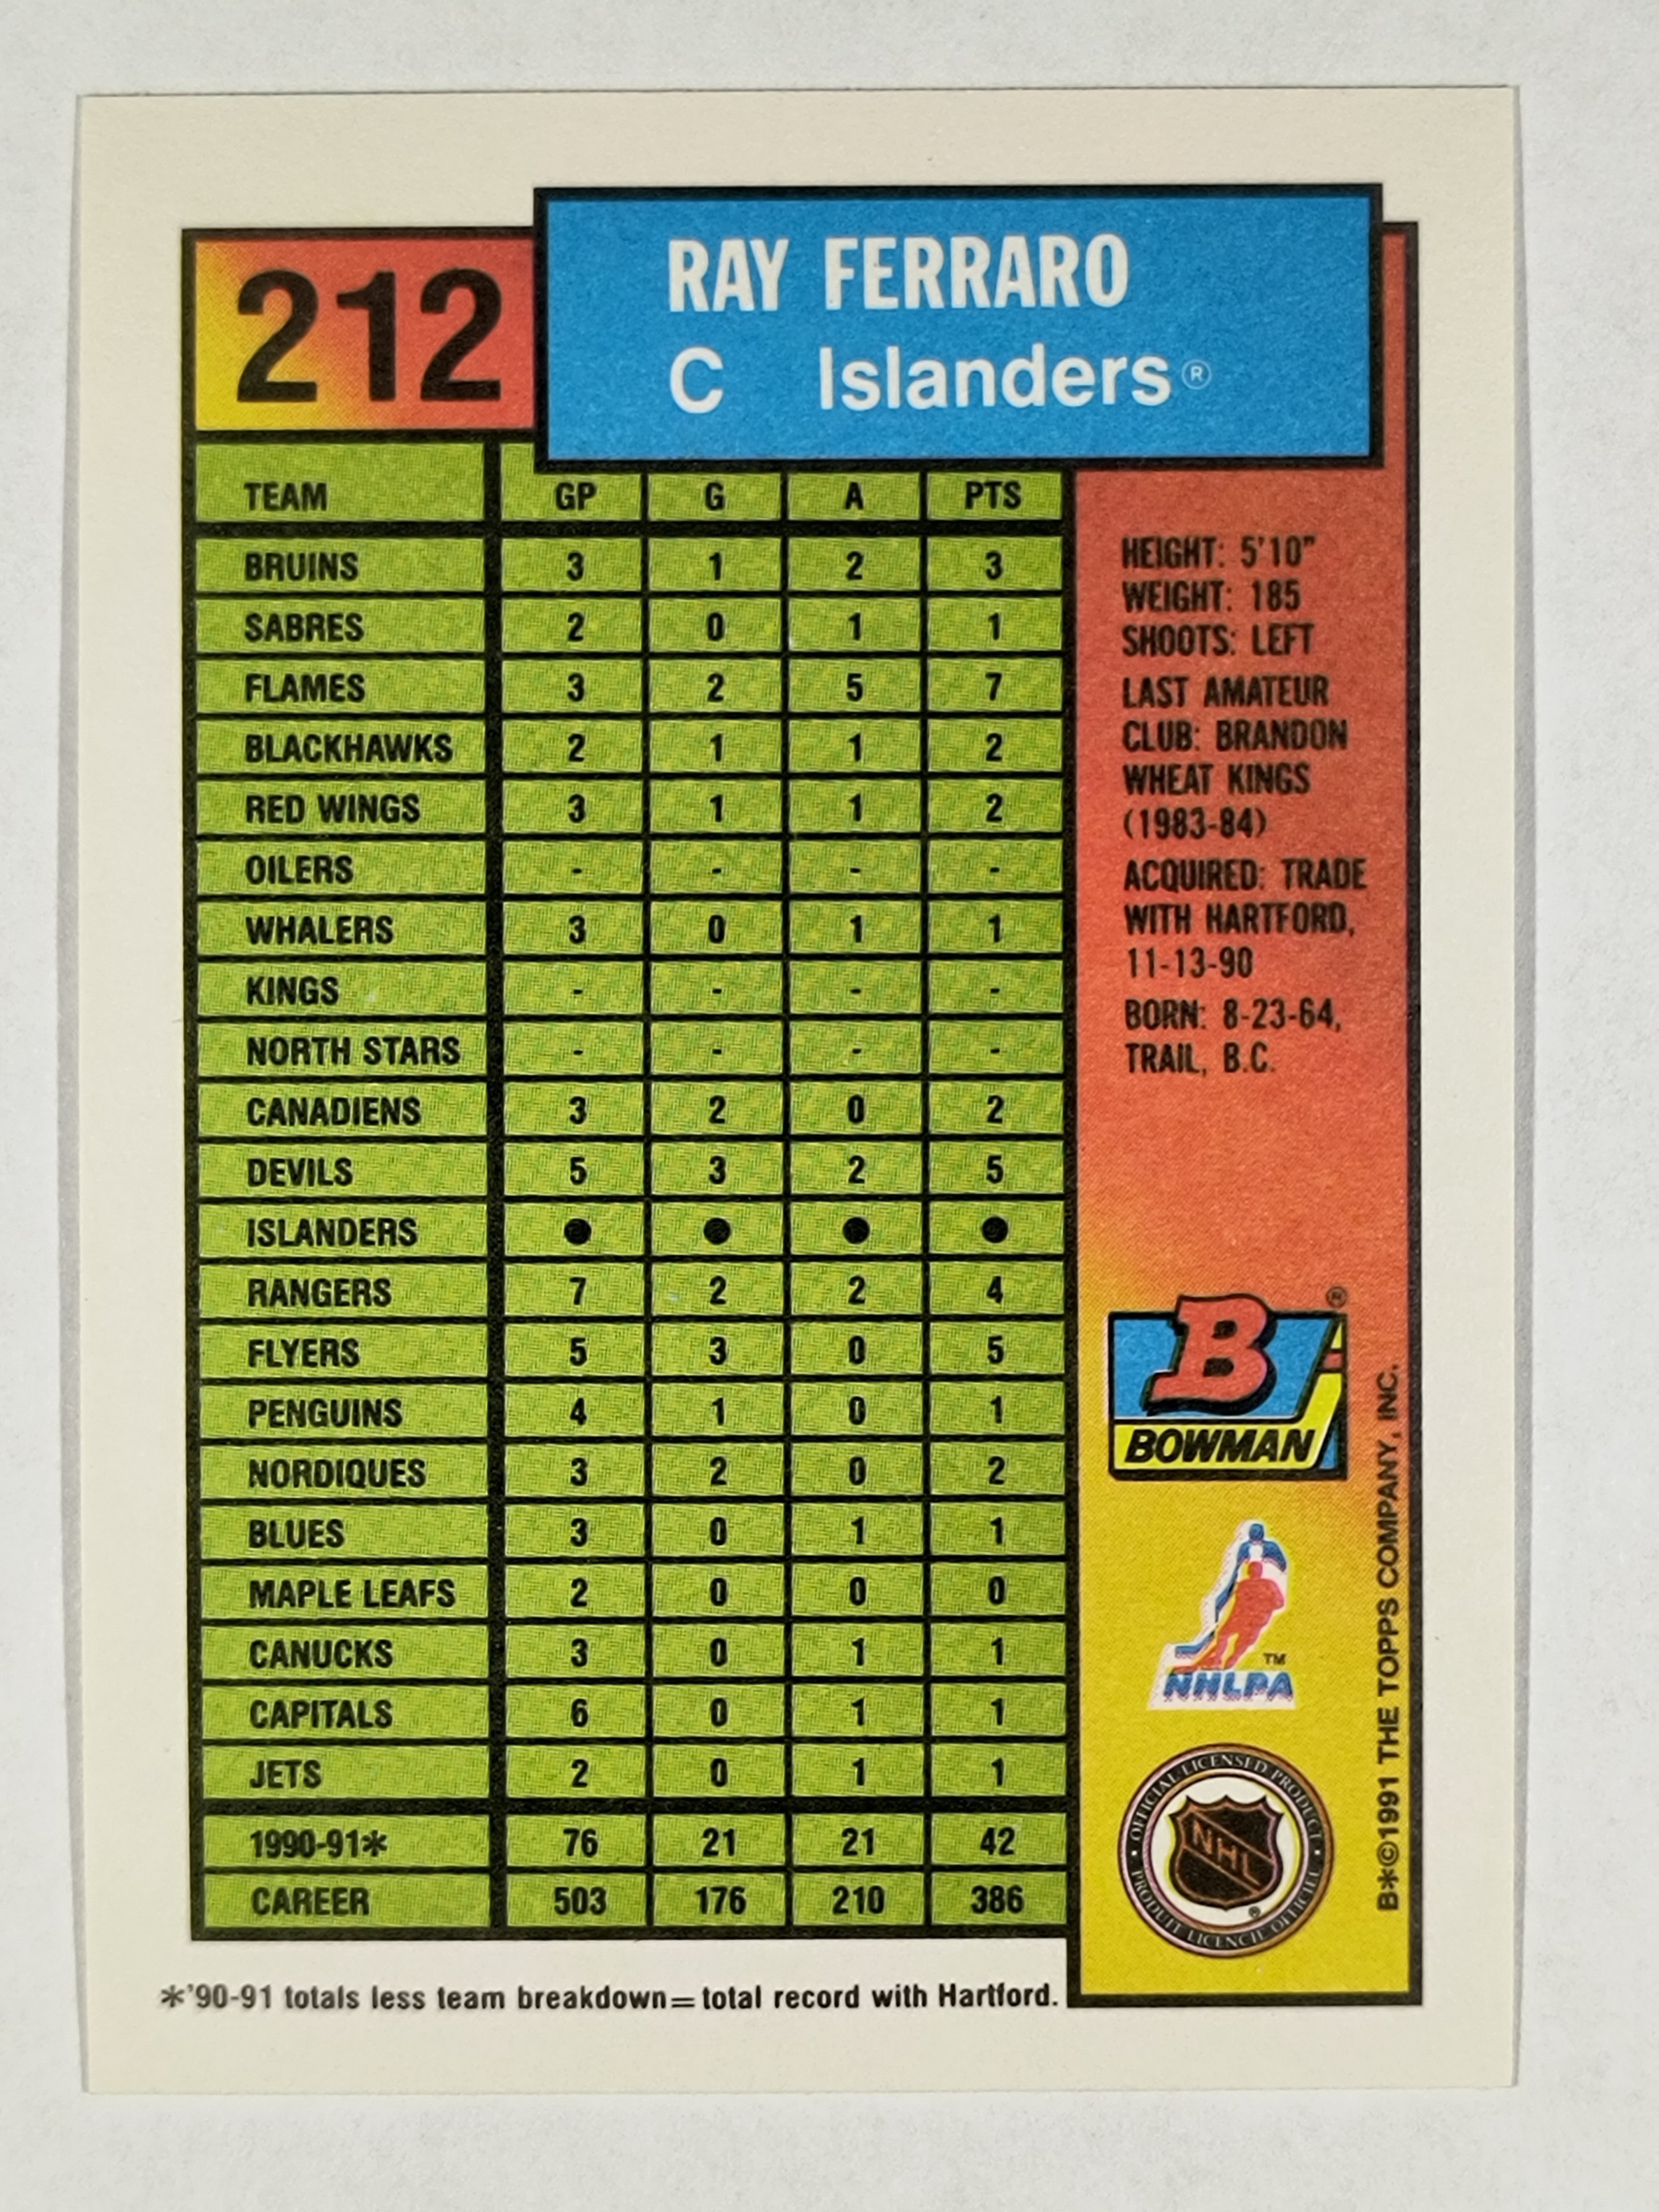 212
RAY FERRARO
C Islanders®
TEAM GP G A PTS
BRUINS 3 1 2 3
SABRES 2 0 1 1
FLAMES 3 2 5 7
BLACKHAWKS 2 1 1 2
RED WINGS 3 1 1 2
OILERS - - - -
WHALERS 3 0 1 1
KINGS - - - -
NORTH STARS - - - -
CANADIENS 3 2 0 2
DEVILS 5 3 2 5
ISLANDERS ● ● ● ●
RANGERS 7 2 2 4
FLYERS 5 3 0 5
PENGUINS 4 1 0 1
NORDIQUES 3 2 0 2
BLUES 3 0 1 1
MAPLE LEAFS 2 0 0 0
CANUCKS 3 0 1 1
CAPITALS 6 0 1 1
JETS 2 0 1 1
1990-91* 76 21 21 42
CAREER 503 176 210 386
*'90-91 totals less team breakdown=total record with Hartford.
HEIGHT: 5'10"
WEIGHT: 185
SHOOTS: LEFT
LAST AMATEUR
CLUB: BRANDON
WHEAT KINGS
(1983-84)
ACQUIRED: TRADE
WITH HARTFORD,
11-13-90
BORN: 8-23-64,
TRAIL, B.C.
B ®
BOWMAN
TM
NHLPA
OFFICIAL LICENSED PRODUCT
NHL ®
PRODUIT LICENCIE OFFICIEL
B*©1991 THE TOPPS COMPANY, INC.